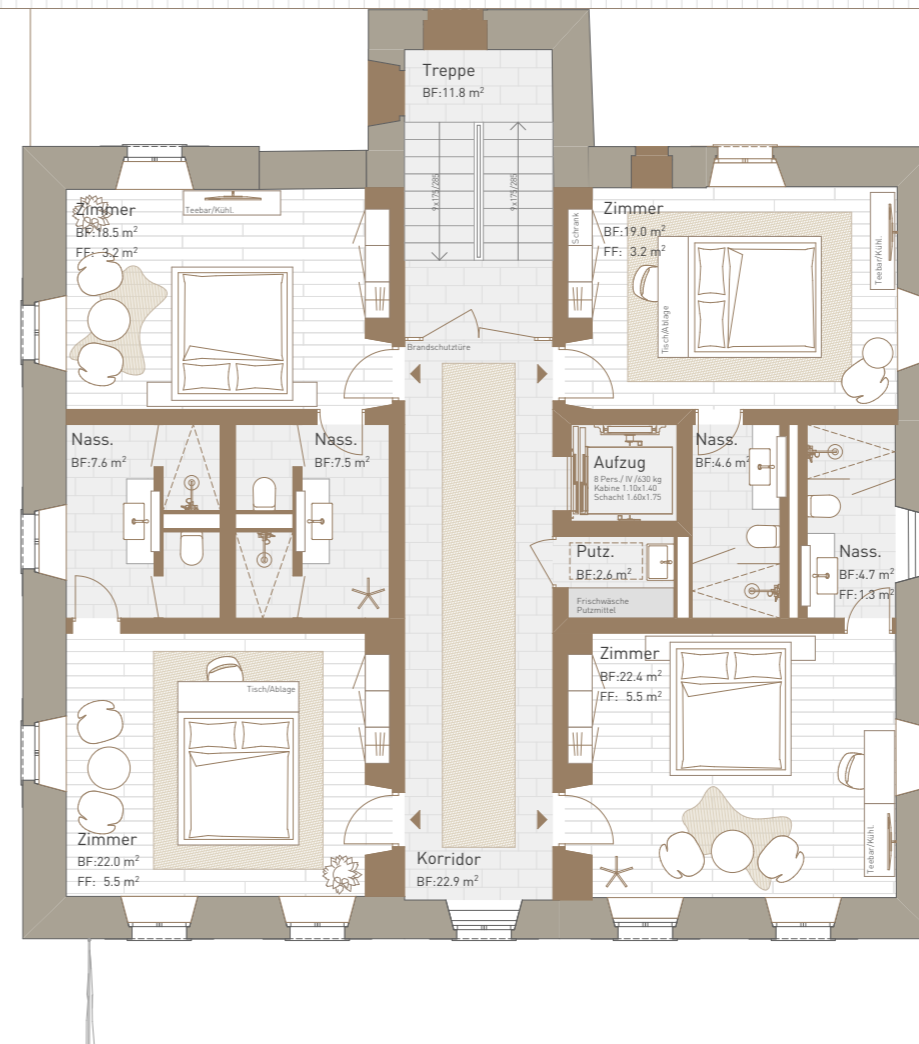 Treppe
BF:11.8 m²
9x175/285
9x175/285
Zimmer
BF:18.5 m²
FF: 3.2 m²
Teebar/Kühl.
Zimmer
BF:19.0 m²
FF: 3.2 m²
Schrank
Tisch/Ablage
Teebar/Kühl.
Brandschutztüre
Nass.
BF:7.6 m²
Nass.
BF:7.5 m²
Aufzug
8 Pers./ IV /630 kg
Kabine 1.10x1.40
Schacht 1.60x1.75
Nass.
BF:4.6 m²
Putz.
BF:2.6 m²
Frischwäsche
Putzmittel
Nass.
BF:4.7 m²
FF:1.3 m²
Tisch/Ablage
Zimmer
BF:22.0 m²
FF: 5.5 m²
Zimmer
BF:22.4 m²
FF: 5.5 m²
Teebar/Kühl.
Korridor
BF:22.9 m²